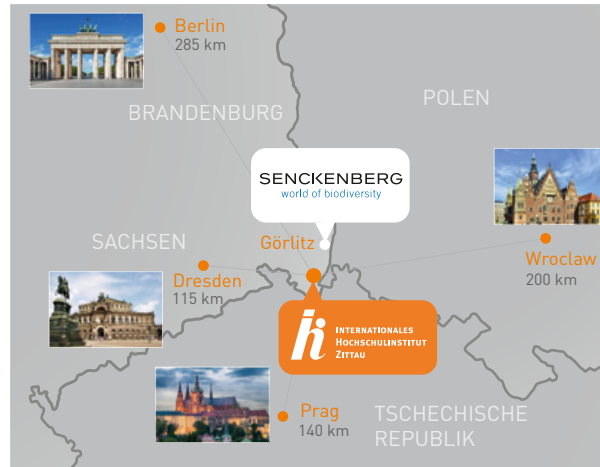 Berlin
285 km
BRANDENBURG
POLEN
SENCKENBERG
world of biodiversity
SACHSEN
Görlitz
Wroclaw
200 km
Dresden
115 km
ihi
INTERNATIONALES
HOCHSCHULINSTITUT
ZITTAU
Prag
140 km
TSCHECHISCHE
REPUBLIK